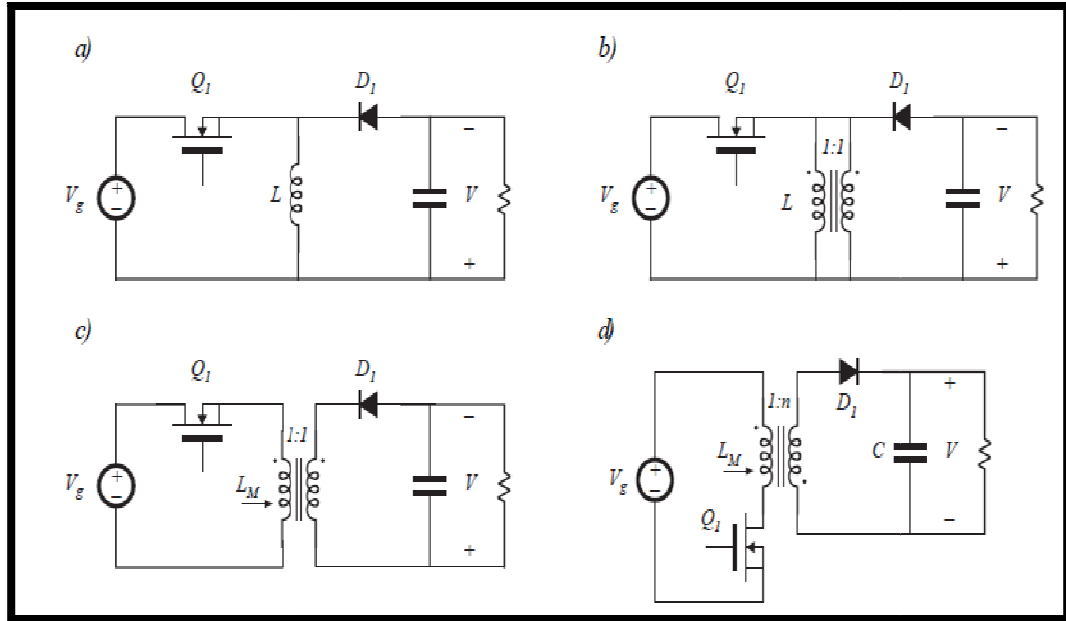 a)
Q1
D1
Vg
+
−
L
−
V
+
b)
Q1
D1
1:1
Vg
+
−
L
−
V
+
c)
Q1
D1
1:1
Vg
+
−
LM
−
V
+
d)
1:n
D1
LM
Vg
+
−
C
+
V
−
Q1